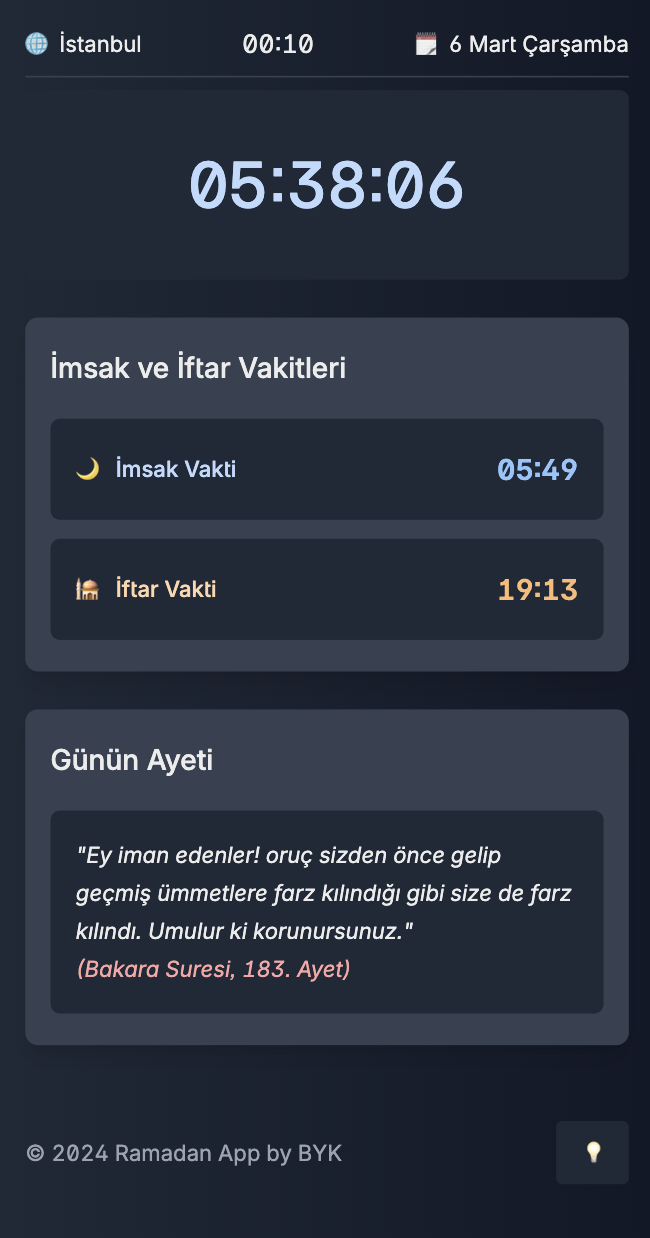 İstanbul 00:10 6 Mart Çarşamba
05:38:06
İmsak ve İftar Vakitleri
İmsak Vakti 05:49
İftar Vakti 19:13
Günün Ayeti
"Ey iman edenler! oruç sizden önce gelip
geçmiş ümmetlere farz kılındığı gibi size de farz
kılındı. Umulur ki korunursunuz."
(Bakara Suresi, 183. Ayet)
© 2024 Ramadan App by BYK